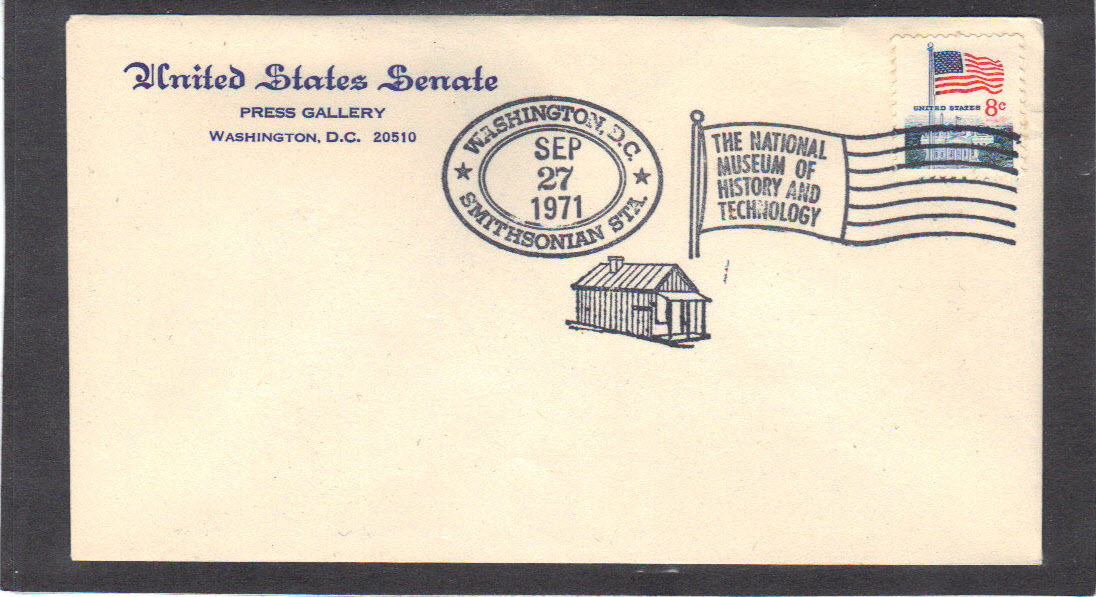 United States Senate
PRESS GALLERY
WASHINGTON, D.C. 20510
WASHINGTON, D.C.
SEP
27
1971
SMITHSONIAN STA.
THE NATIONAL
MUSEUM OF
HISTORY AND
TECHNOLOGY
UNITED STATES 8c